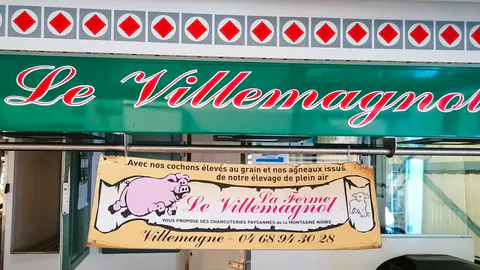 Le Villemagnol
Avec nos cochons élevés au grain et nos agneaux issus
de notre élevage de plein air
La Ferme
Le Villemagnol
VOUS PROPOSE SES CHARCUTERIES PAYSANNES de la MONTAGNE NOIRE
Villemagne - 04 68 94 30 28